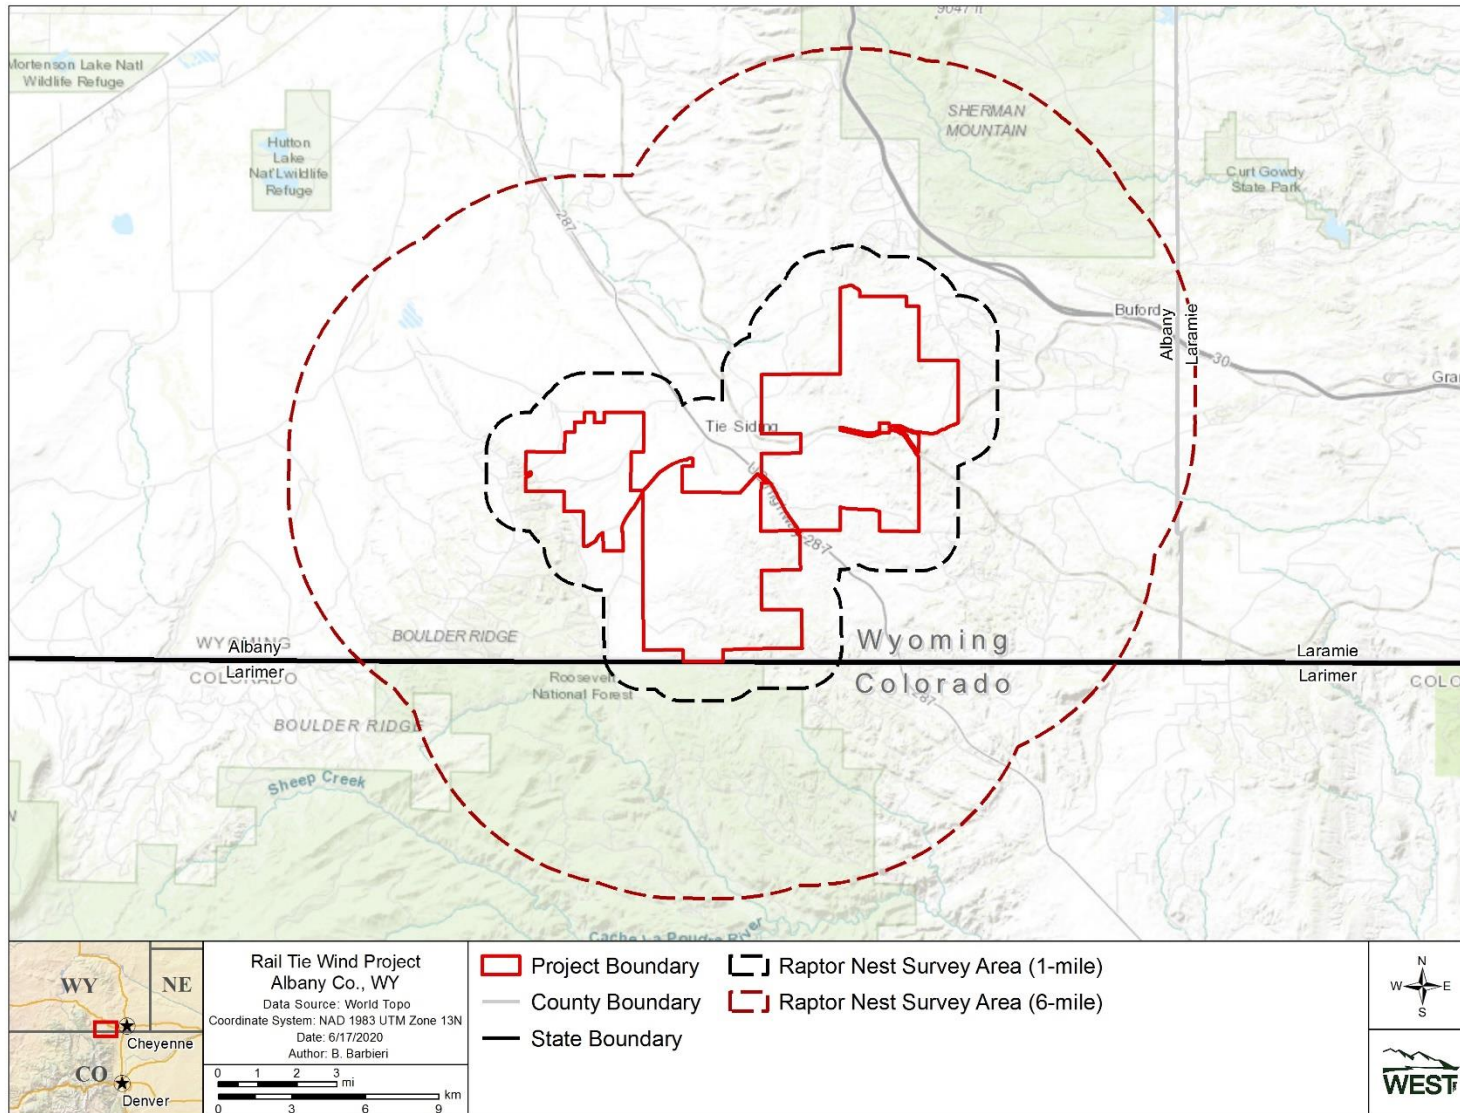 9047 ft
Mortenson Lake Natl
Wildlife Refuge
SHERMAN
MOUNTAIN
Hutton
Lake
Nat'l wildlife
Refuge
Curt Gowdy
State Park
287
Buford
Albany
Laramie
30
Gra
Tie Siding
U S Highway 287
WYOMING
BOULDER RIDGE
Wyoming
Albany
Laramie
Larimer
Larimer
COLORADO
Colorado
COLO
Roosevelt
National Forest
287
BOULDER RIDGE
Sheep Creek
Cache La Poudre River
WY
NE
Cheyenne
CO
Denver
Rail Tie Wind Project
Albany Co., WY
Data Source: World Topo
Coordinate System: NAD 1983 UTM Zone 13N
Date: 6/17/2020
Author: B. Barbieri
0 1 2 3
mi
km
0 3 6 9
Project Boundary
County Boundary
State Boundary
Raptor Nest Survey Area (1-mile)
Raptor Nest Survey Area (6-mile)
N
W E
S
WEST